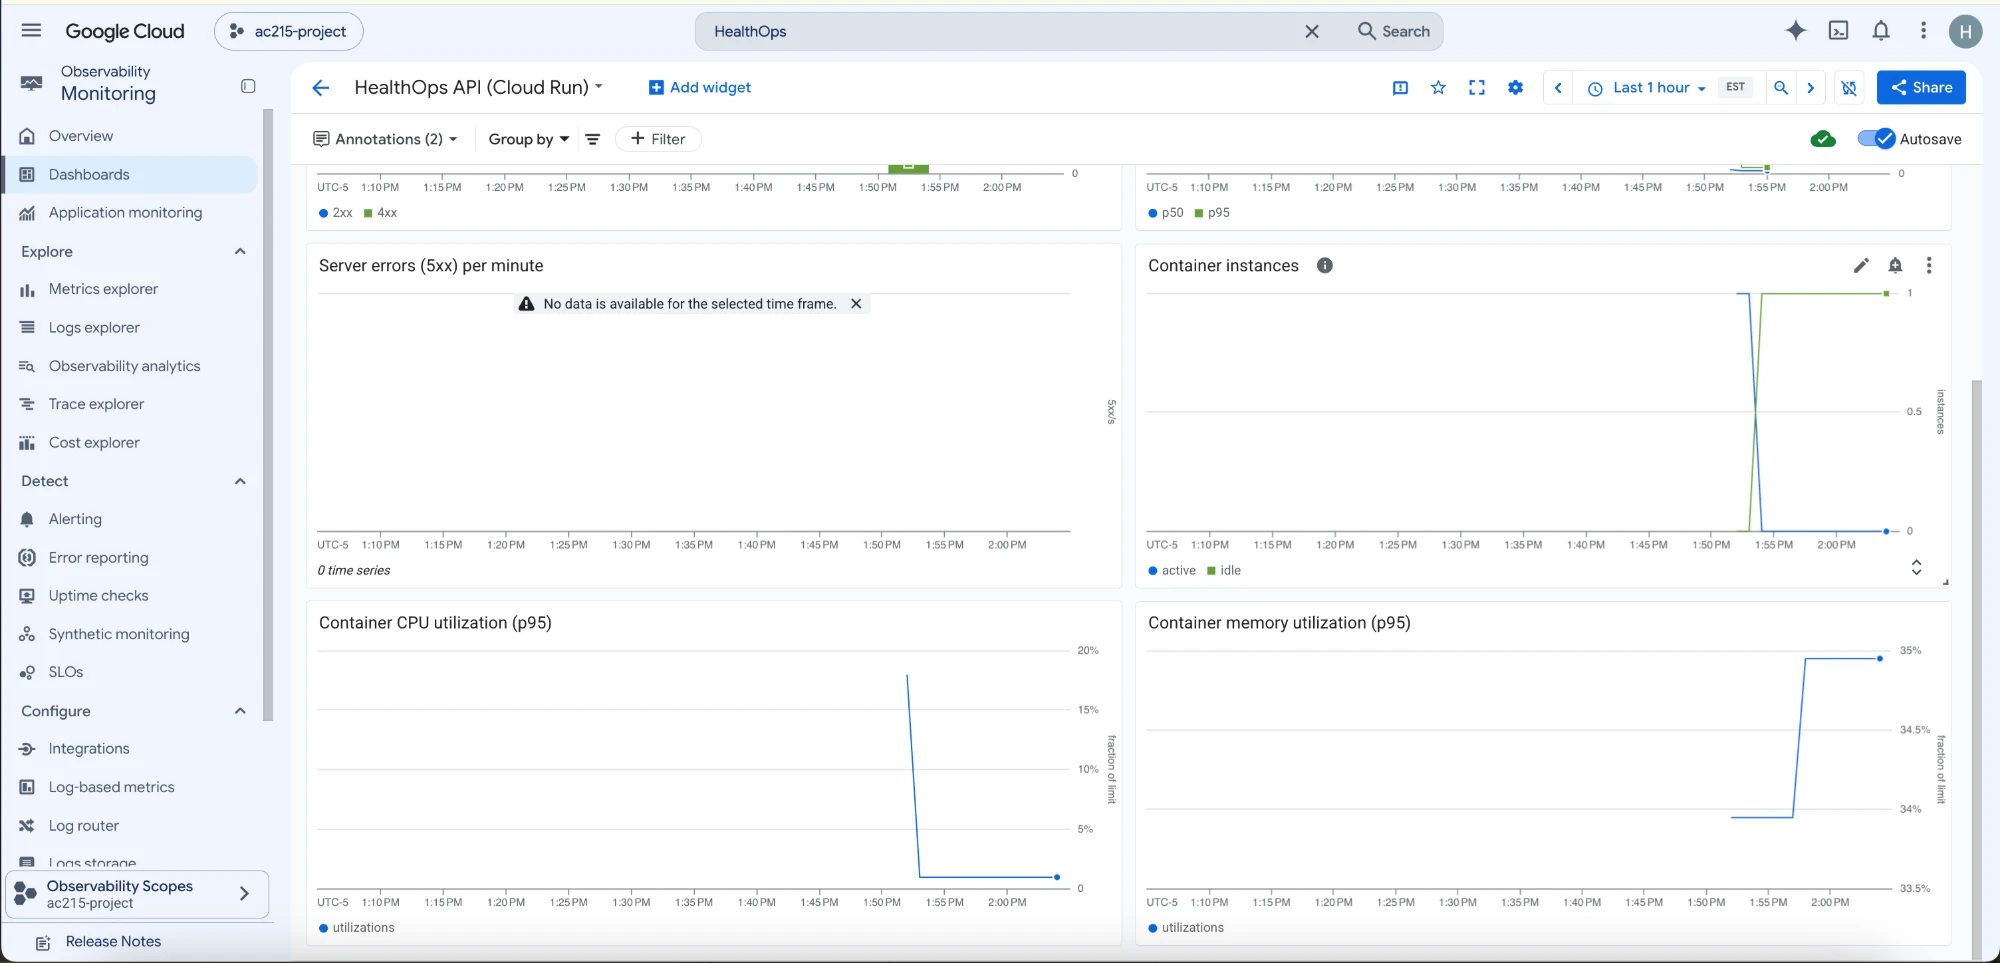 Google Cloud
ac215-project
HealthOps
Search
H
Observability
Monitoring
Overview
Dashboards
Application monitoring
Explore
Metrics explorer
Logs explorer
Observability analytics
Trace explorer
Cost explorer
Detect
Alerting
Error reporting
Uptime checks
Synthetic monitoring
SLOs
Configure
Integrations
Log-based metrics
Log router
Logs storage
Observability Scopes
ac215-project
Release Notes
HealthOps API (Cloud Run)
Add widget
Last 1 hour
EST
Share
Annotations (2)
Group by
Filter
Autosave
0
UTC-5 1:10 PM 1:15 PM 1:20 PM 1:25 PM 1:30 PM 1:35 PM 1:40 PM 1:45 PM 1:50 PM 1:55 PM 2:00 PM
2xx 4xx
0
UTC-5 1:10 PM 1:15 PM 1:20 PM 1:25 PM 1:30 PM 1:35 PM 1:40 PM 1:45 PM 1:50 PM 1:55 PM 2:00 PM
p50 p95
Server errors (5xx) per minute
No data is available for the selected time frame.
5xx/s
UTC-5 1:10 PM 1:15 PM 1:20 PM 1:25 PM 1:30 PM 1:35 PM 1:40 PM 1:45 PM 1:50 PM 1:55 PM 2:00 PM
0 time series
Container instances
1
0.5
0
instances
UTC-5 1:10 PM 1:15 PM 1:20 PM 1:25 PM 1:30 PM 1:35 PM 1:40 PM 1:45 PM 1:50 PM 1:55 PM 2:00 PM
active idle
Container CPU utilization (p95)
20%
15%
10%
5%
0
fraction of limit
UTC-5 1:10 PM 1:15 PM 1:20 PM 1:25 PM 1:30 PM 1:35 PM 1:40 PM 1:45 PM 1:50 PM 1:55 PM 2:00 PM
utilizations
Container memory utilization (p95)
35%
34.5%
34%
33.5%
fraction of limit
UTC-5 1:10 PM 1:15 PM 1:20 PM 1:25 PM 1:30 PM 1:35 PM 1:40 PM 1:45 PM 1:50 PM 1:55 PM 2:00 PM
utilizations